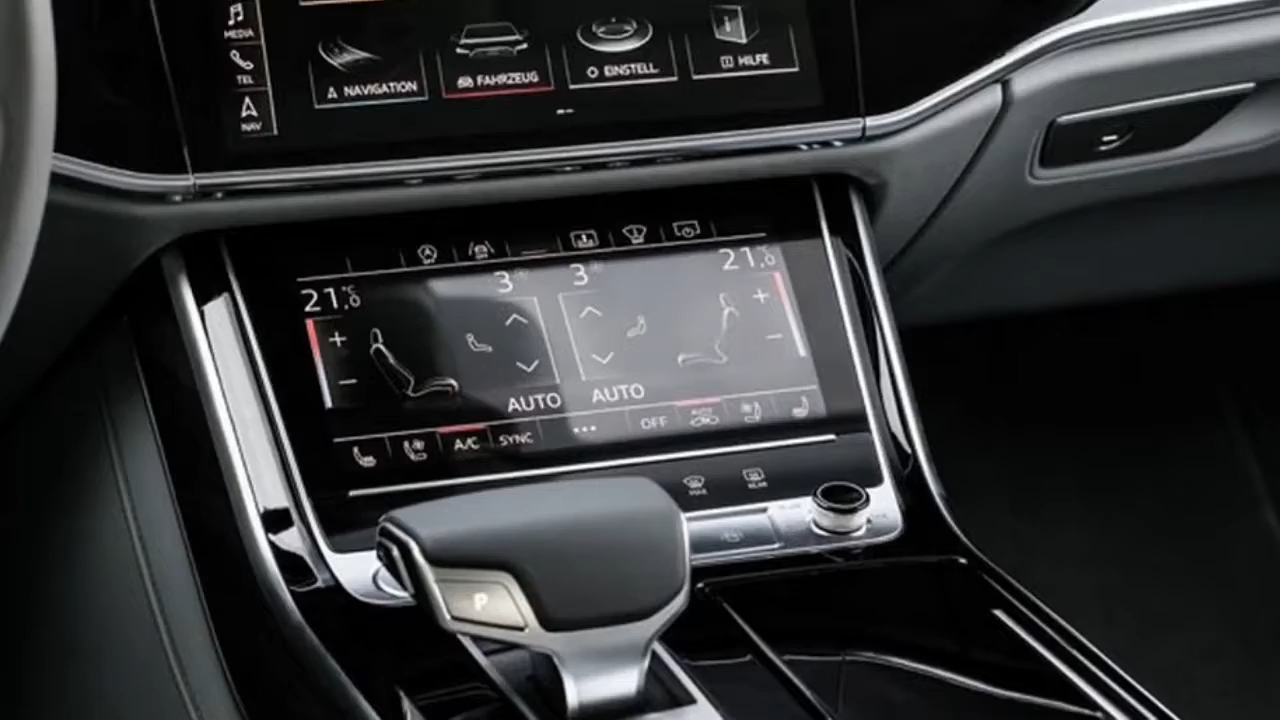 MEDIA
TEL
NAV
NAVIGATION
FAHRZEUG
EINSTELL.
HILFE
21.0 °C
3
3
21.0 °C
+
−
+
−
AUTO
AUTO
A/C
SYNC
...
OFF
AUTO
MAX
REAR
P